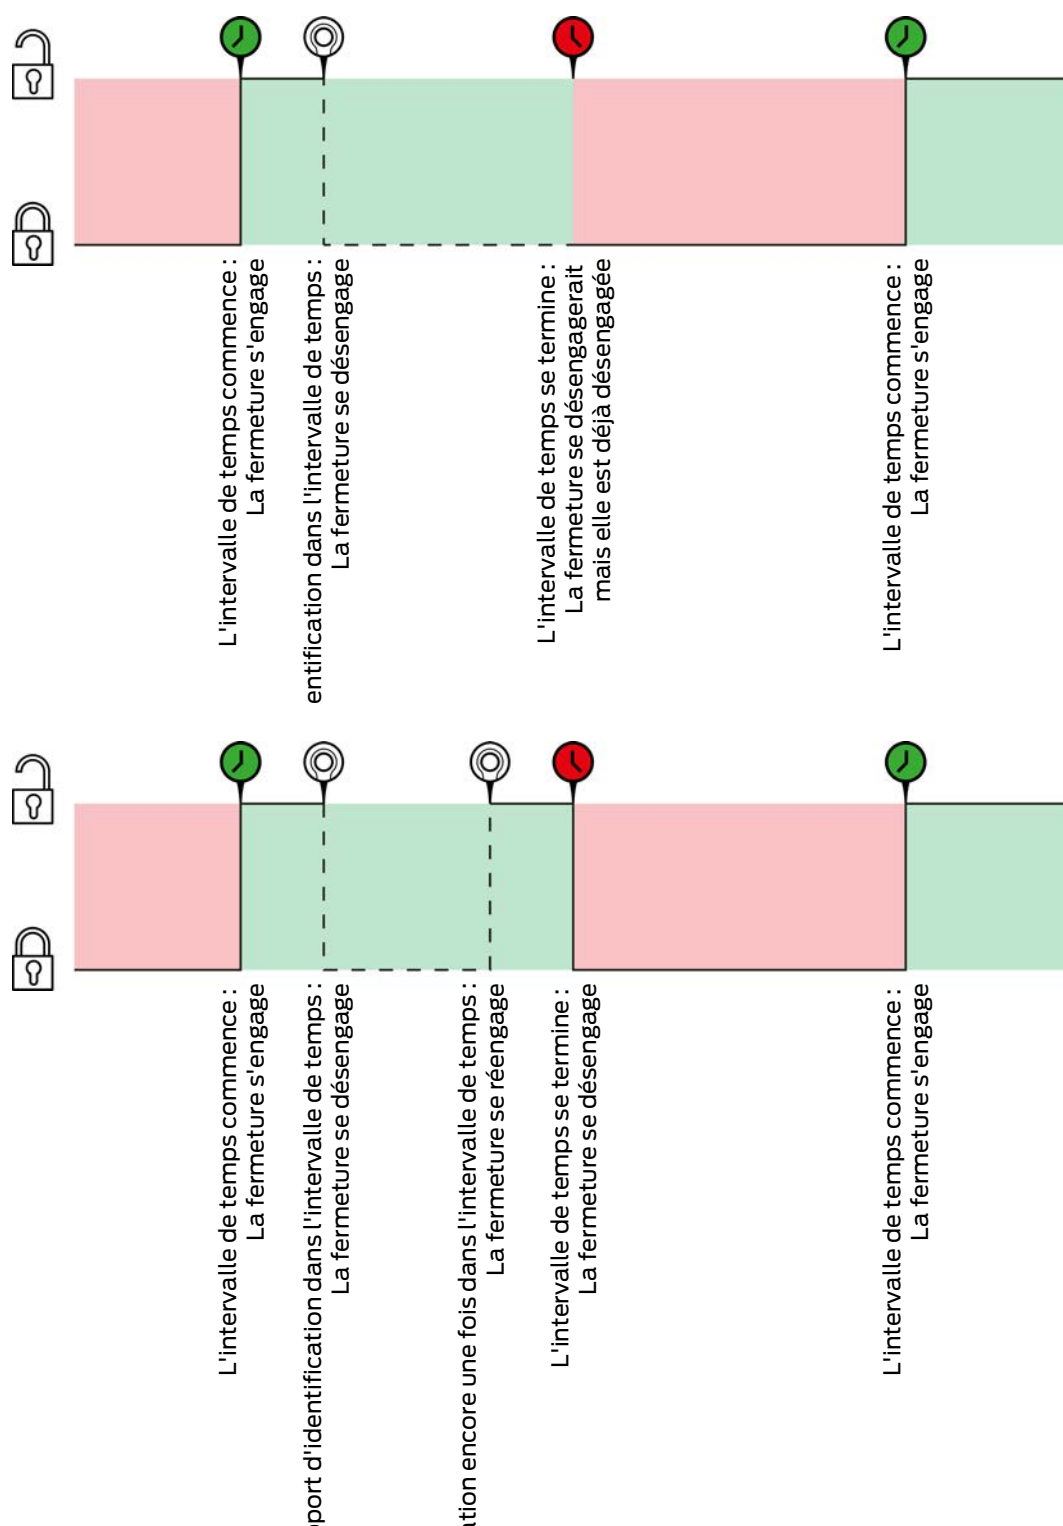 L'intervalle de temps commence :
La fermeture s'engage
entification dans l'intervalle de temps :
La fermeture se désengage
L'intervalle de temps se termine :
La fermeture se désengagerait
mais elle est déjà désengagée
L'intervalle de temps commence :
La fermeture s'engage
L'intervalle de temps commence :
La fermeture s'engage
port d'identification dans l'intervalle de temps :
La fermeture se désengage
ation encore une fois dans l'intervalle de temps :
La fermeture se réengage
L'intervalle de temps se termine :
La fermeture se désengage
L'intervalle de temps commence :
La fermeture s'engage